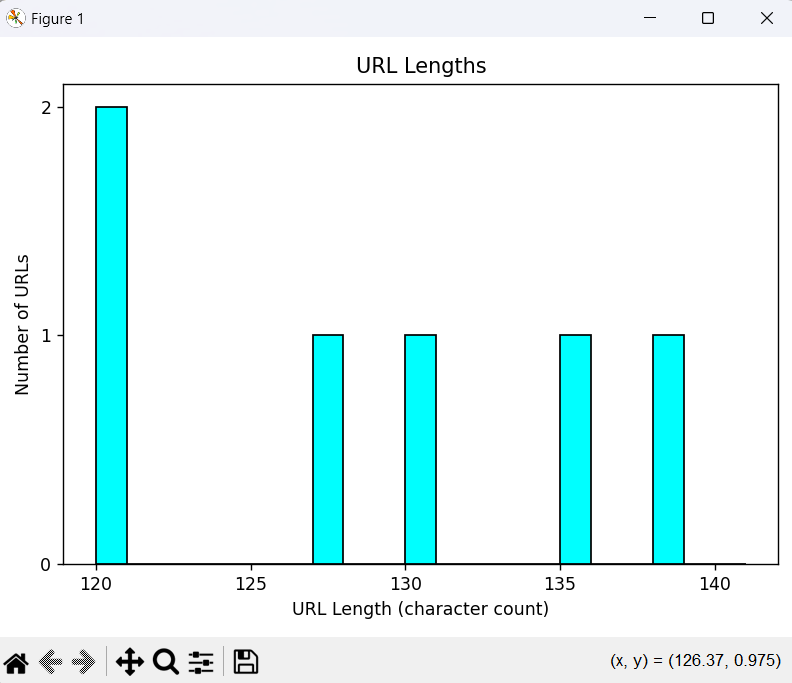 Figure 1
URL Lengths
2
1
0
Number of URLs
120 125 130 135 140
URL Length (character count)
(x, y) = (126.37, 0.975)